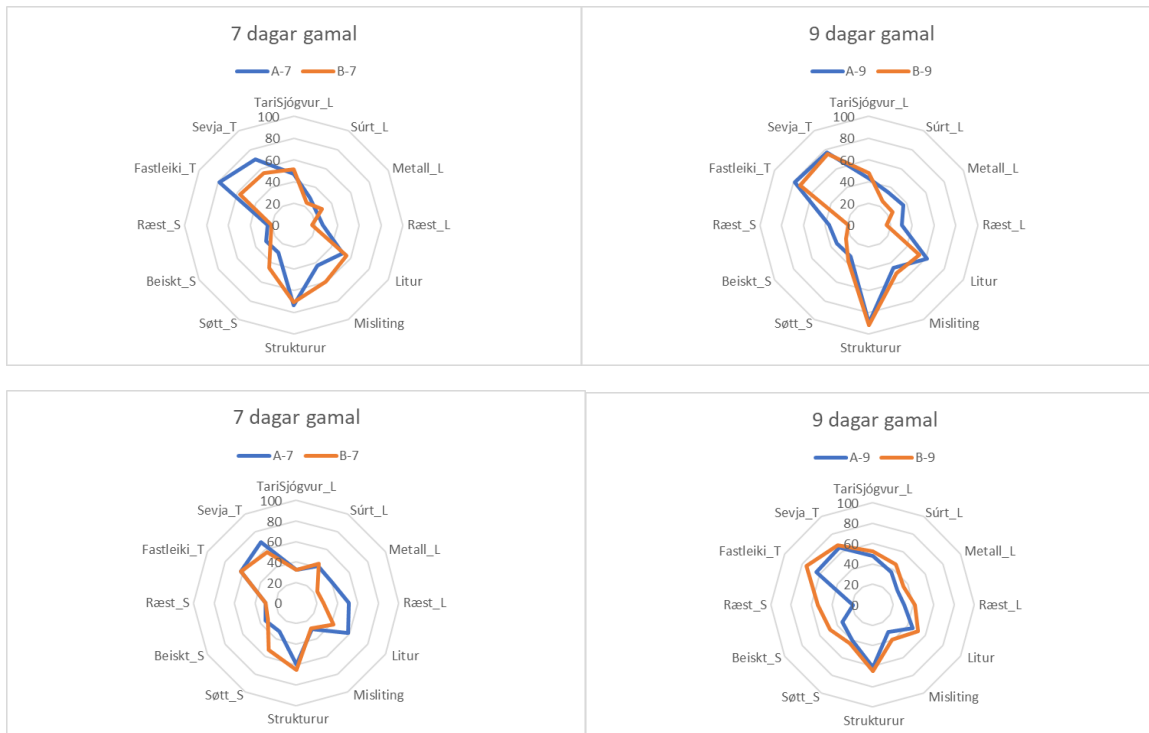 7 dagar gamal
A-7 B-7
TariSjógvur_L
Súrt_L
Metall_L
Ræst_L
Litur
Misliting
Strukturur
Søtt_S
Beiskt_S
Ræst_S
Fastleiki_T
Sevja_T
100
80
60
40
20
0
9 dagar gamal
A-9 B-9
TariSjógvur_L
Súrt_L
Metall_L
Ræst_L
Litur
Misliting
Strukturur
Søtt_S
Beiskt_S
Ræst_S
Fastleiki_T
Sevja_T
100
80
60
40
20
0
7 dagar gamal
A-7 B-7
TariSjógvur_L
Súrt_L
Metall_L
Ræst_L
Litur
Misliting
Strukturur
Søtt_S
Beiskt_S
Ræst_S
Fastleiki_T
Sevja_T
100
80
60
40
20
0
9 dagar gamal
A-9 B-9
TariSjógvur_L
Súrt_L
Metall_L
Ræst_L
Litur
Misliting
Strukturur
Søtt_S
Beiskt_S
Ræst_S
Fastleiki_T
Sevja_T
100
80
60
40
20
0